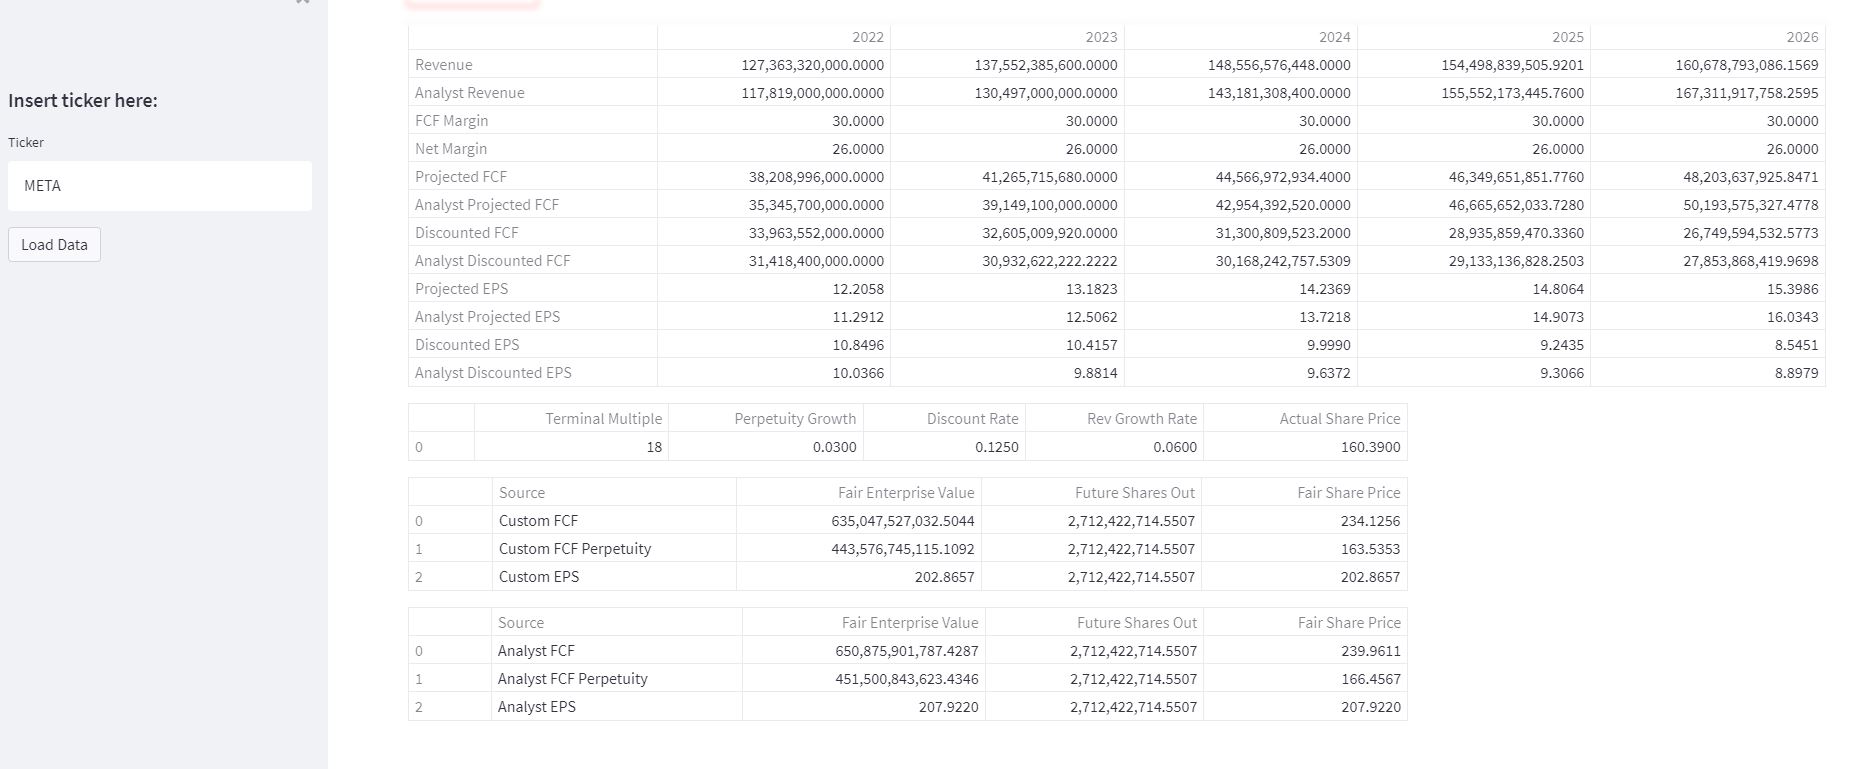 Insert ticker here:
Ticker
META
Load Data
2022 2023 2024 2025 2026
Revenue 127,363,320,000.0000 137,552,385,600.0000 148,556,576,448.0000 154,498,839,505.9201 160,678,793,086.1569
Analyst Revenue 117,819,000,000.0000 130,497,000,000.0000 143,181,308,400.0000 155,552,173,445.7600 167,311,917,758.2595
FCF Margin 30.0000 30.0000 30.0000 30.0000 30.0000
Net Margin 26.0000 26.0000 26.0000 26.0000 26.0000
Projected FCF 38,208,996,000.0000 41,265,715,680.0000 44,566,972,934.4000 46,349,651,851.7760 48,203,637,925.8471
Analyst Projected FCF 35,345,700,000.0000 39,149,100,000.0000 42,954,392,520.0000 46,665,652,033.7280 50,193,575,327.4778
Discounted FCF 33,963,552,000.0000 32,605,009,920.0000 31,300,809,523.2000 28,935,859,470.3360 26,749,594,532.5773
Analyst Discounted FCF 31,418,400,000.0000 30,932,622,222.2222 30,168,242,757.5309 29,133,136,828.2503 27,853,868,419.9698
Projected EPS 12.2058 13.1823 14.2369 14.8064 15.3986
Analyst Projected EPS 11.2912 12.5062 13.7218 14.9073 16.0343
Discounted EPS 10.8496 10.4157 9.9990 9.2435 8.5451
Analyst Discounted EPS 10.0366 9.8814 9.6372 9.3066 8.8979
Terminal Multiple Perpetuity Growth Discount Rate Rev Growth Rate Actual Share Price
0 18 0.0300 0.1250 0.0600 160.3900
Source Fair Enterprise Value Future Shares Out Fair Share Price
0 Custom FCF 635,047,527,032.5044 2,712,422,714.5507 234.1256
1 Custom FCF Perpetuity 443,576,745,115.1092 2,712,422,714.5507 163.5353
2 Custom EPS 202.8657 2,712,422,714.5507 202.8657
Source Fair Enterprise Value Future Shares Out Fair Share Price
0 Analyst FCF 650,875,901,787.4287 2,712,422,714.5507 239.9611
1 Analyst FCF Perpetuity 451,500,843,623.4346 2,712,422,714.5507 166.4567
2 Analyst EPS 207.9220 2,712,422,714.5507 207.9220